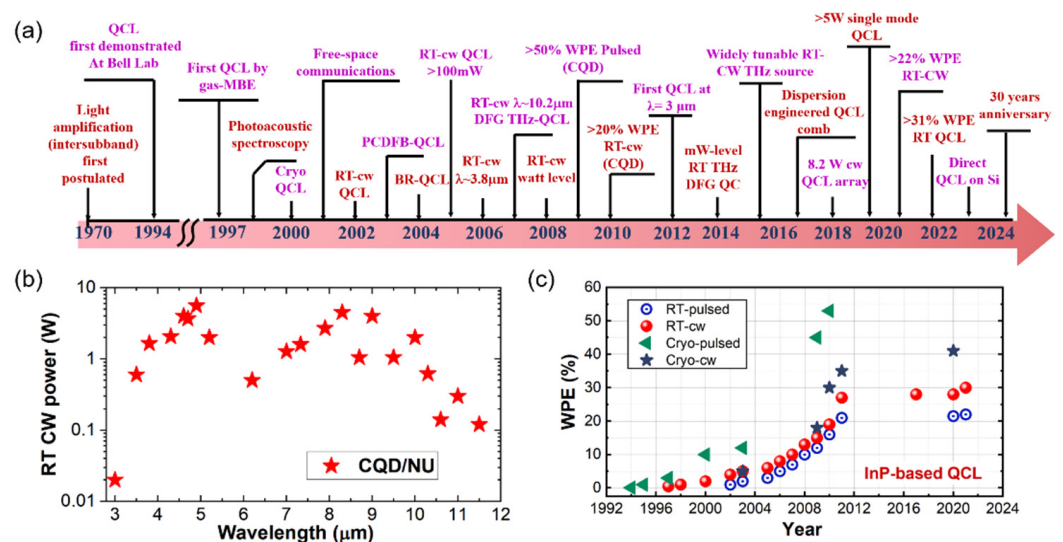 (a)
QCL
first demonstrated
At Bell Lab
Light
amplification
(intersubband)
first
postulated
First QCL by
gas-MBE
Photoacoustic
spectroscopy
Cryo
QCL
Free-space
communications
RT-cw
QCL
PCDFB-QCL
BR-QCL
RT-cw QCL
>100mW
RT-cw
λ~3.8μm
RT-cw λ~10.2μm
DFG THz-QCL
RT-cw
watt level
>50% WPE Pulsed
(CQD)
>20% WPE
RT-cw
(CQD)
First QCL at
λ= 3 μm
mW-level
RT THz
DFG QC
Widely tunable RT-
CW THz source
Dispersion
engineered QCL
comb
8.2 W cw
QCL array
>5W single mode
QCL
>22% WPE
RT-CW
>31% WPE
RT QCL
Direct
QCL on Si
30 years
anniversary
1970 1994 1997 2000 2002 2004 2006 2008 2010 2012 2014 2016 2018 2020 2022 2024
(b)
RT CW power (W)
10
1
0.1
0.01
CQD/NU
3 4 5 6 7 8 9 10 11 12
Wavelength (μm)
(c)
WPE (%)
60
50
40
30
20
10
0
RT-pulsed
RT-cw
Cryo-pulsed
Cryo-cw
InP-based QCL
1992 1996 2000 2004 2008 2012 2016 2020 2024
Year